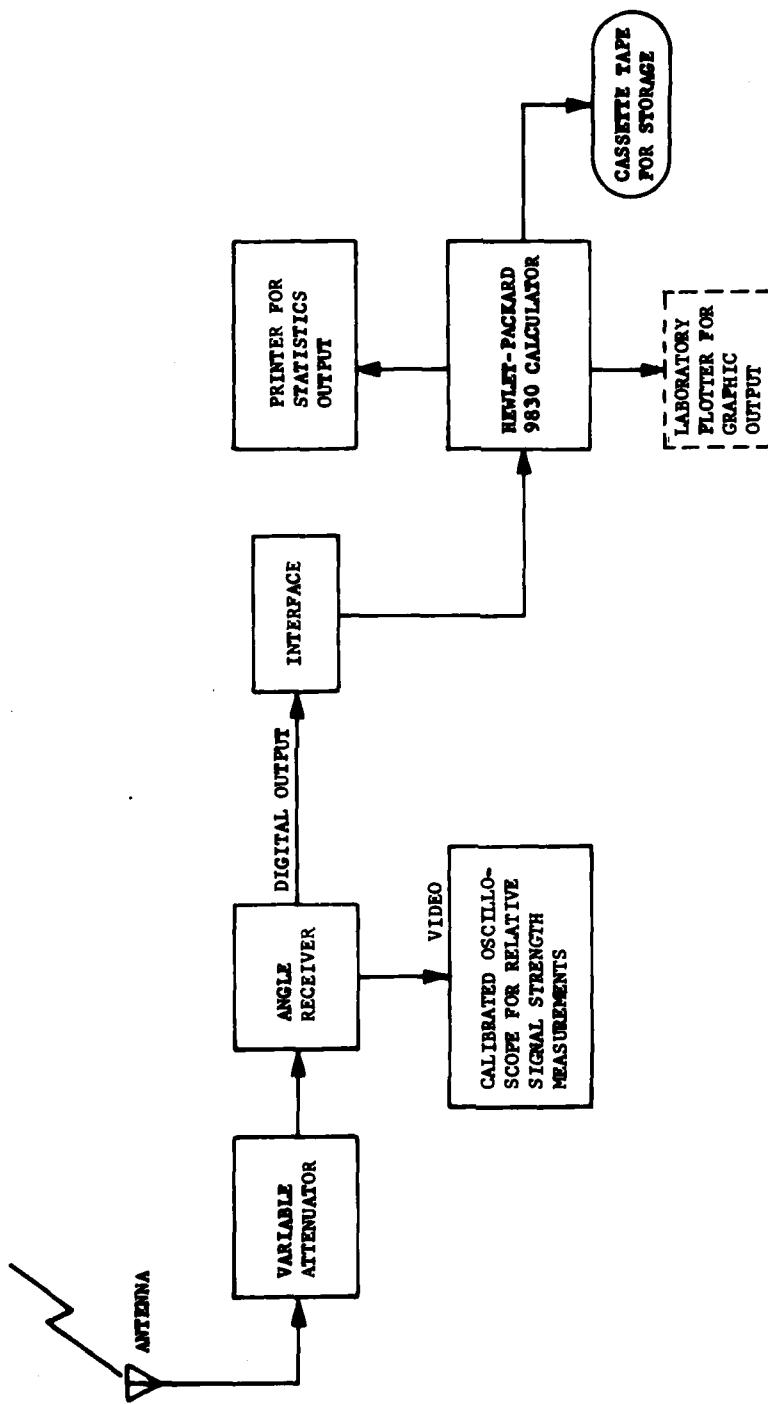 ANTENNA
VARIABLE
ATTENUATOR
ANGLE
RECEIVER
DIGITAL OUTPUT
VIDEO
CALIBRATED OSCILLO-
SCOPE FOR RELATIVE
SIGNAL STRENGTH
MEASUREMENTS
INTERFACE
PRINTER FOR
STATISTICS
OUTPUT
HEWLET-PACKARD
9830 CALCULATOR
LABORATORY
PLOTTER FOR
GRAPHIC
OUTPUT
CASSETTE TAPE
FOR STORAGE